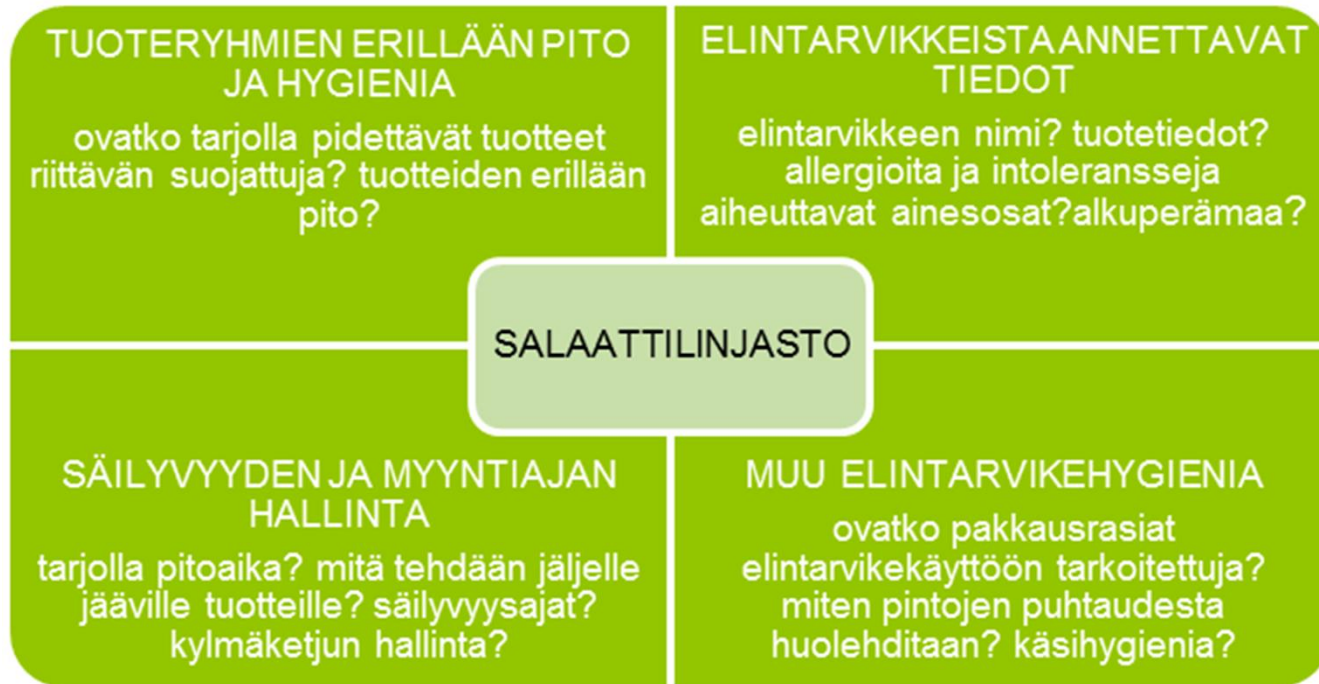 TUOTERYHMIEN ERILLÄÄN PITO
JA HYGIENIA
ovatko tarjolla pidettävät tuotteet
riittävän suojattuja? tuotteiden erillään
pito?
ELINTARVIKKEISTA ANNETTAVAT
TIEDOT
elintarvikkeen nimi? tuotetiedot?
allergioita ja intoleransseja
aiheuttavat ainesosat?alkuperämaa?
SALAATTILINJASTO
SÄILYVYYDEN JA MYYNTIAJAN
HALLINTA
tarjolla pitoaika? mitä tehdään jäljelle
jääville tuotteille? säilyvyysajat?
kylmäketjun hallinta?
MUU ELINTARVIKEHYGIENIA
ovatko pakkausrasiat
elintarvikekäyttöön tarkoitettuja?
miten pintojen puhtaudesta
huolehditaan? käsihygienia?